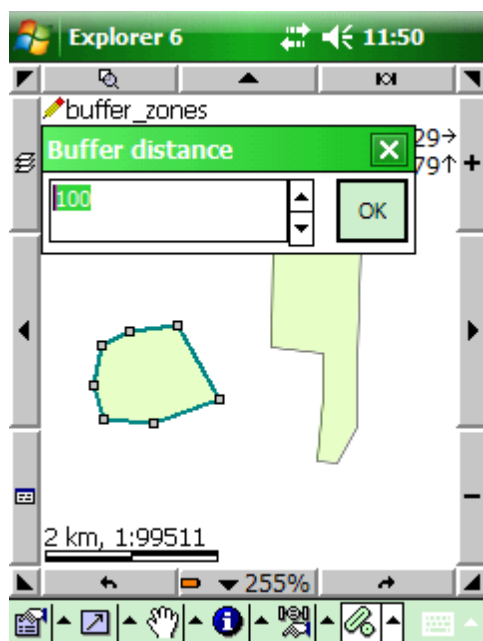 Explorer 6 11:50
buffer_zones
29→
Buffer distance
79↑
100
OK
2 km, 1:99511
255%